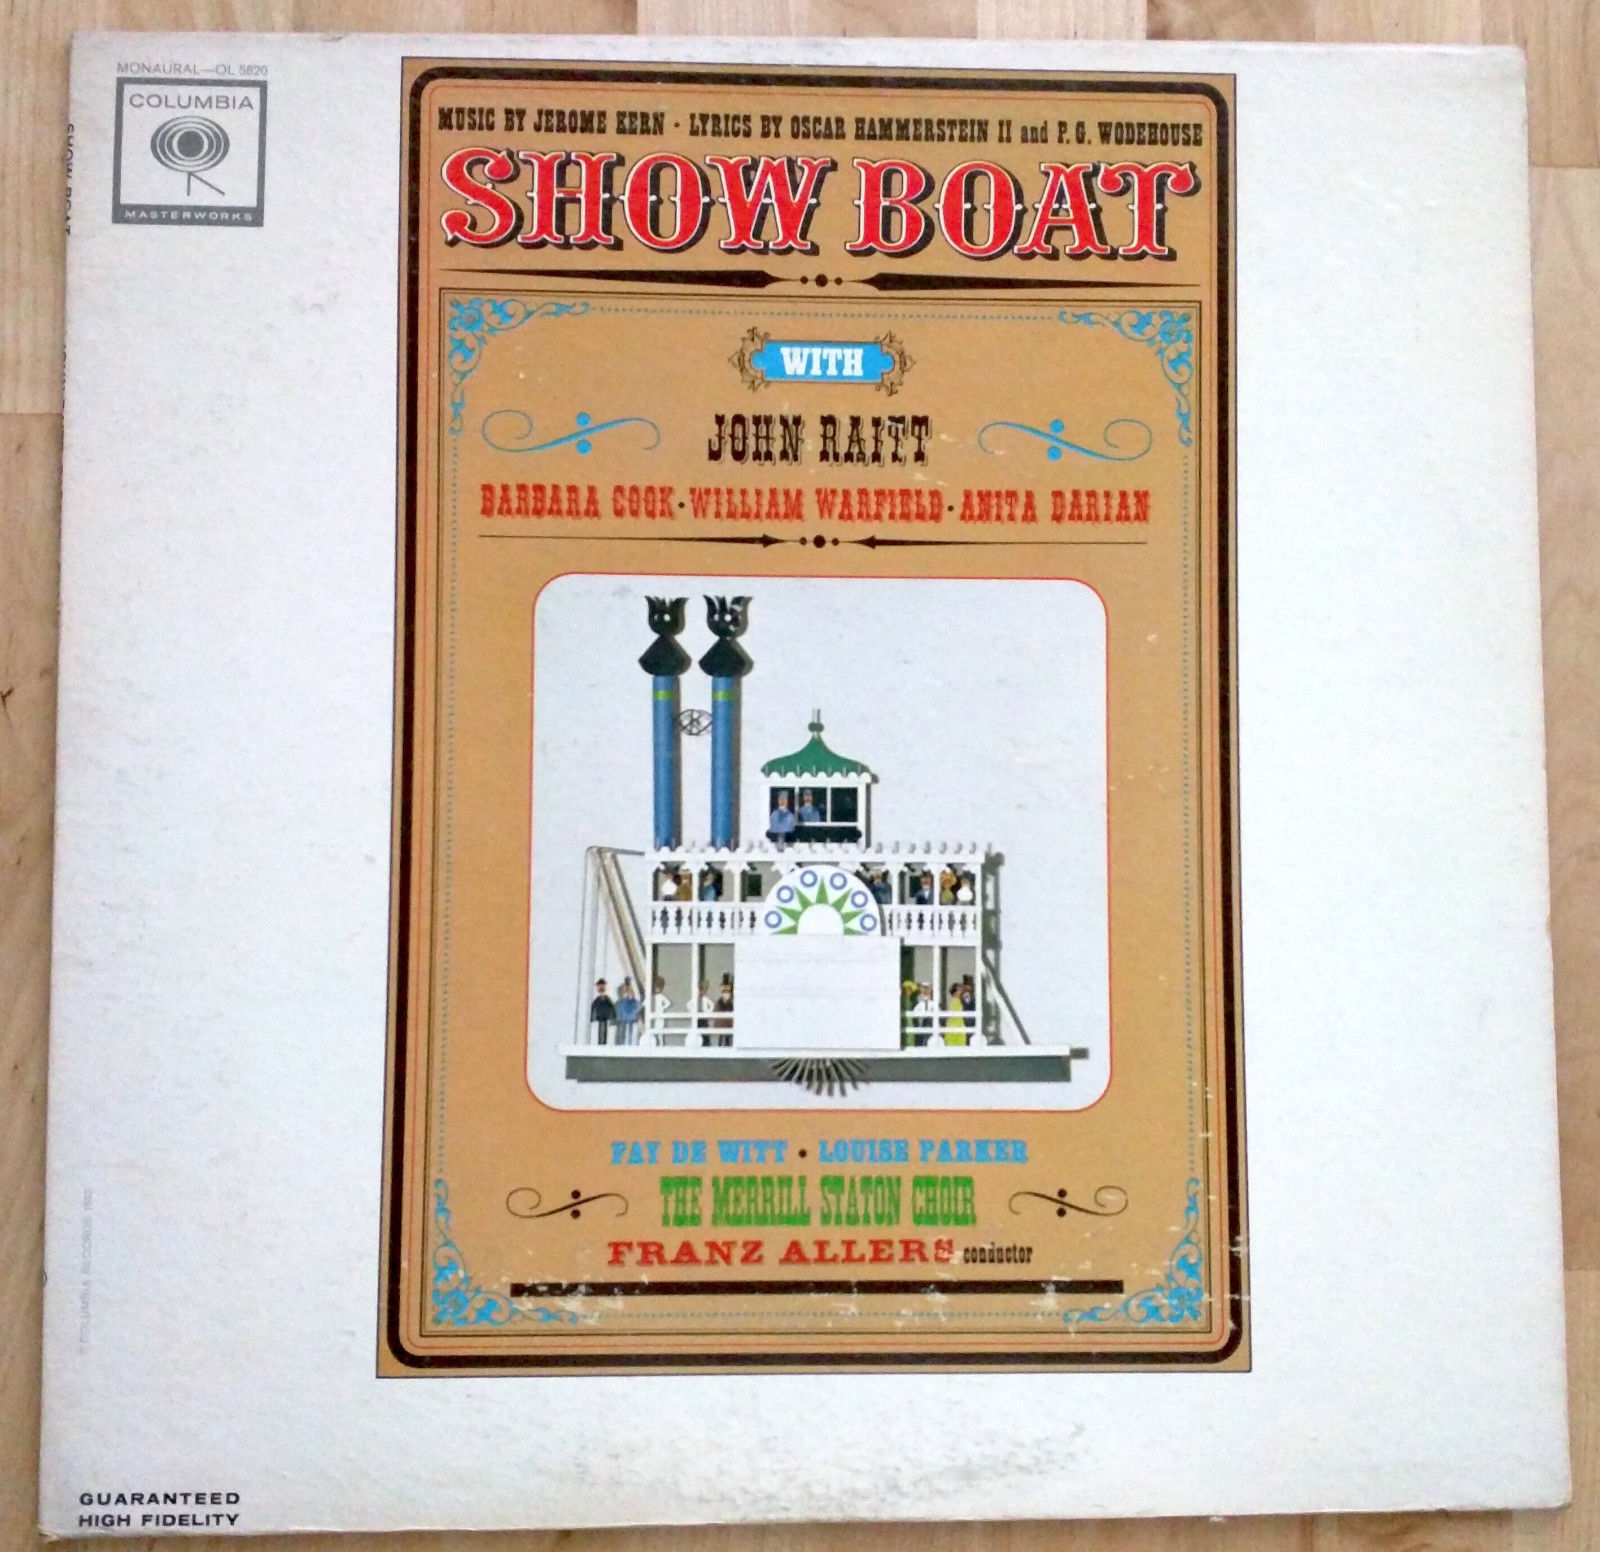 MONAURAL—OL 5820
COLUMBIA
MASTERWORKS
SHOW BOAT
MUSIC BY JEROME KERN · LYRICS BY OSCAR HAMMERSTEIN II and P. G. WODEHOUSE
SHOW BOAT
WITH
JOHN RAITT
BARBARA COOK · WILLIAM WARFIELD · ANITA DARIAN
FAY DE WITT · LOUISE PARKER
THE MERRILL STATON CHOIR
FRANZ ALLERS conductor
GUARANTEED
HIGH FIDELITY